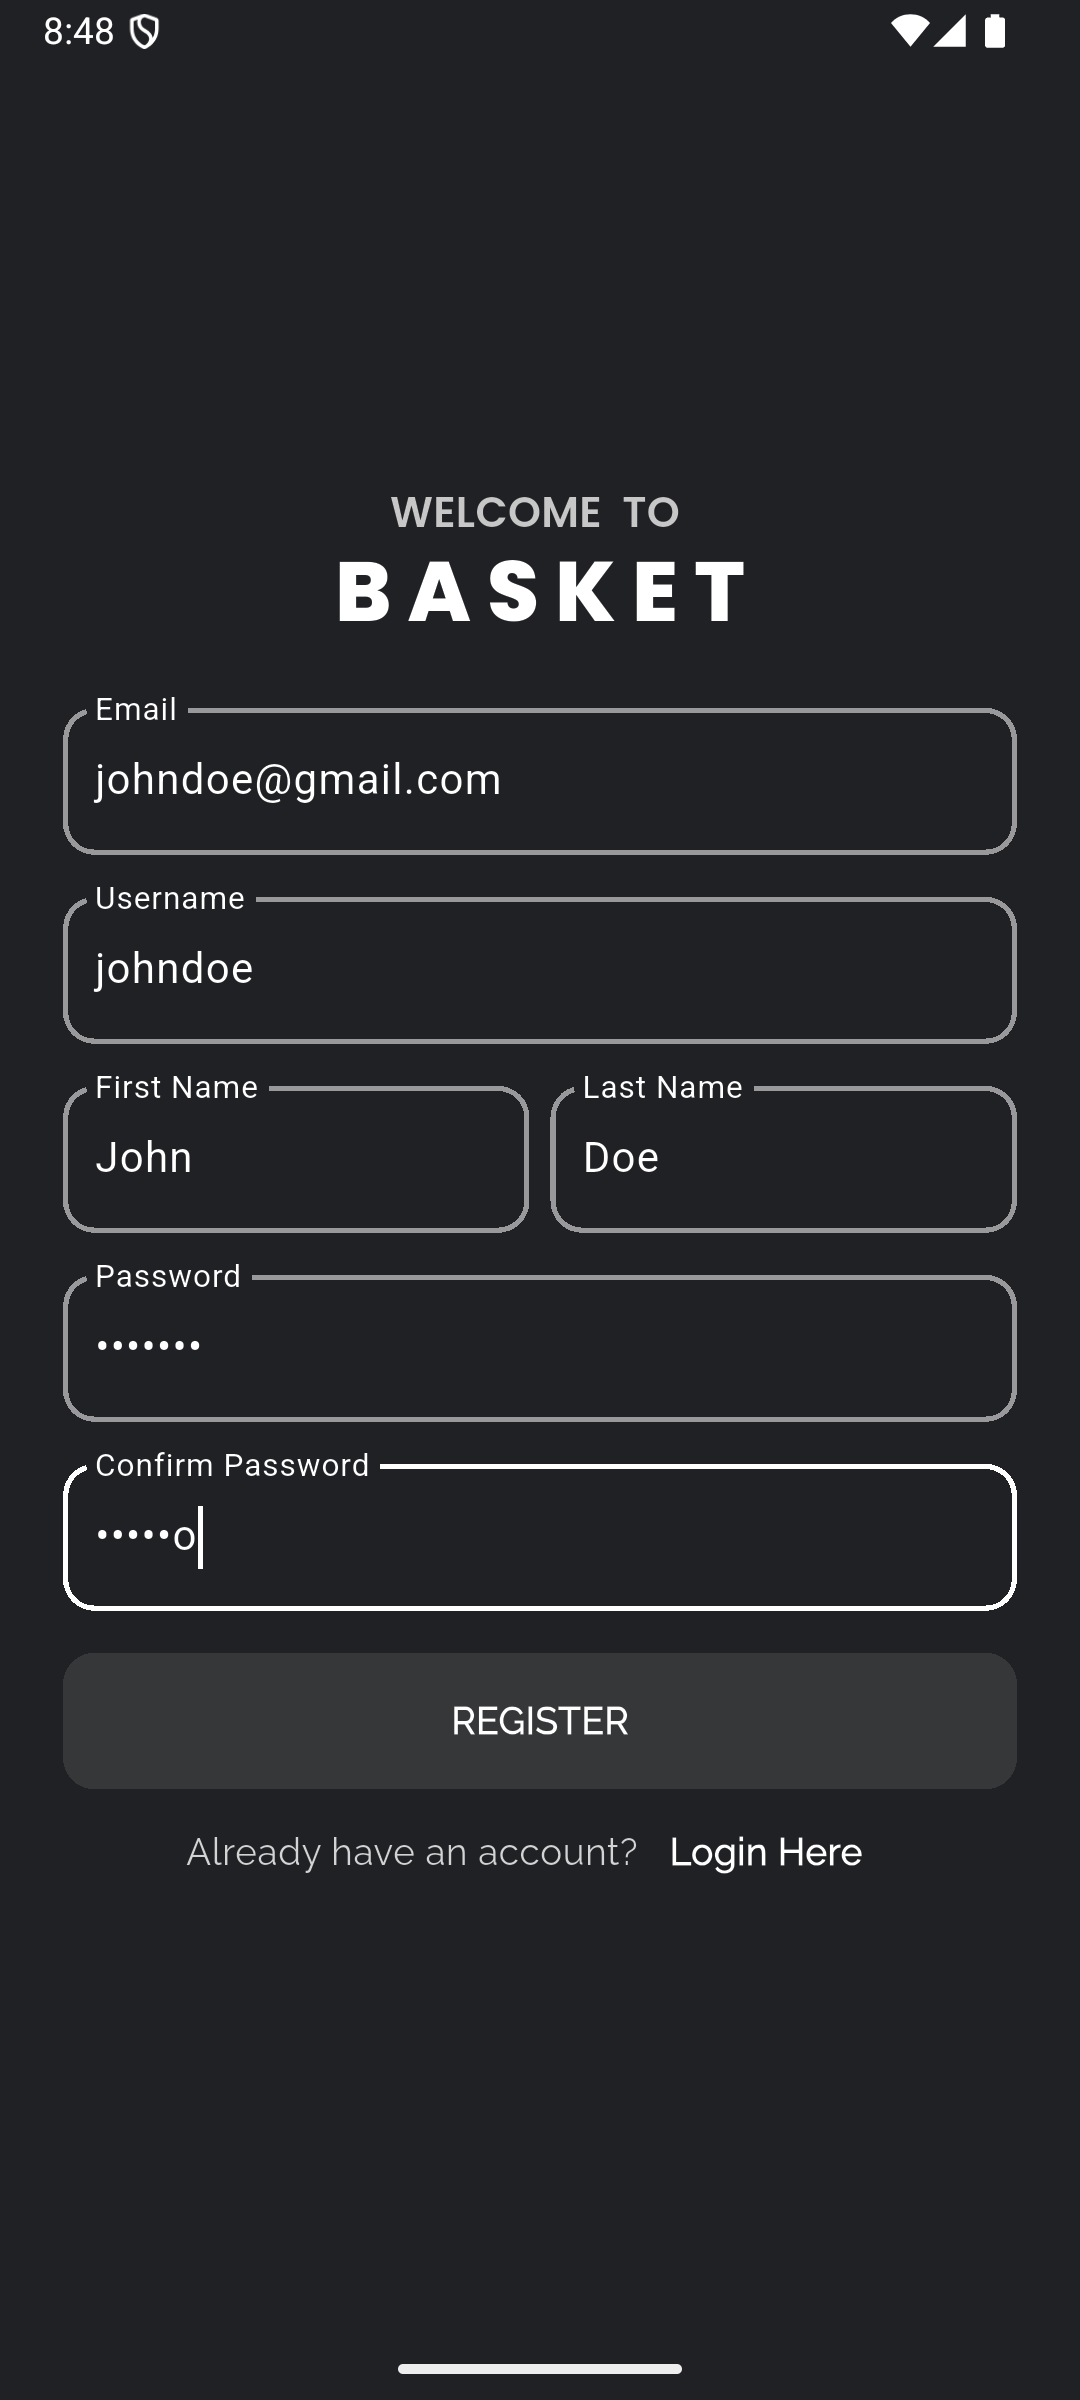 8:48
WELCOME TO
BASKET
Email
johndoe@gmail.com
Username
johndoe
First Name
John
Last Name
Doe
Password
•••••••
Confirm Password
•••••o
REGISTER
Already have an account? Login Here